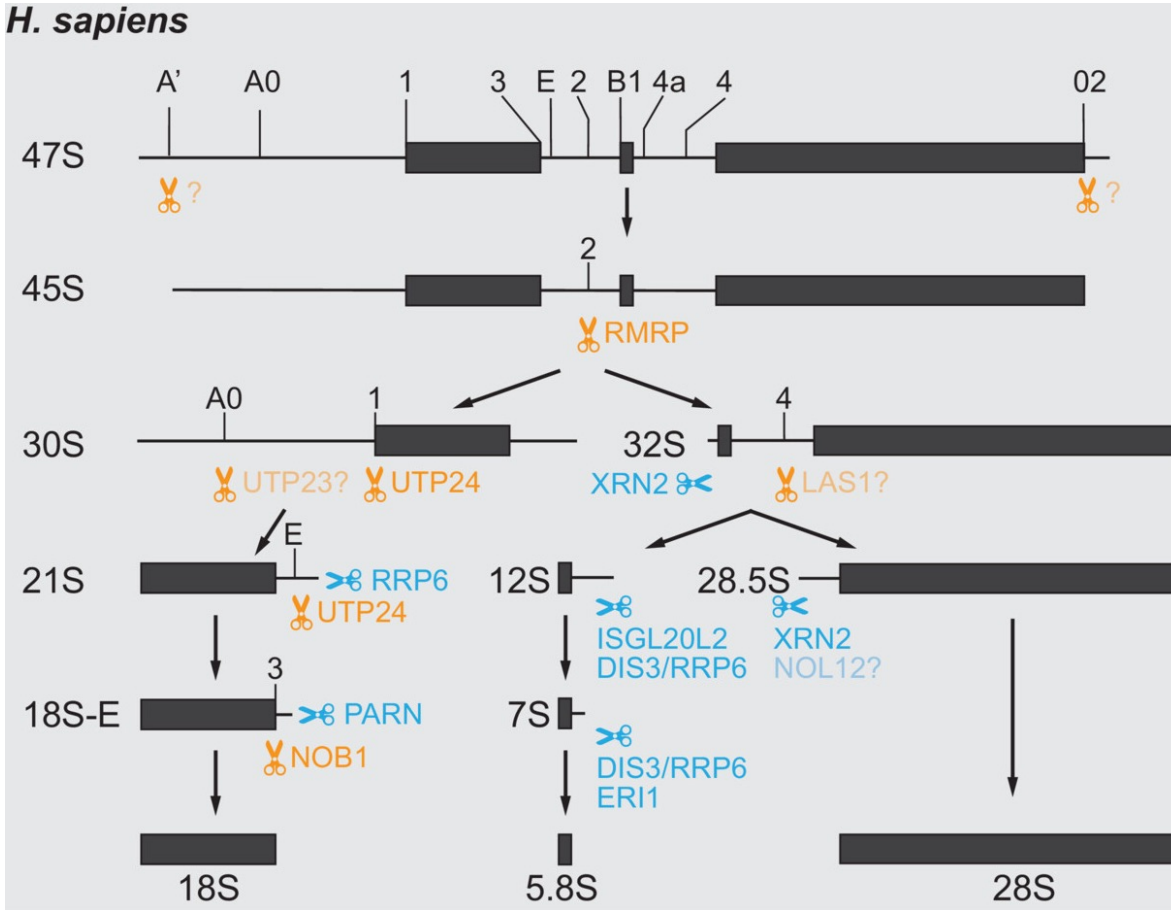 H. sapiens
A' A0 1 3 E 2 B1 4a 4 02
47S
? ?
2
45S
RMRP
A0 1 4
30S 32S
UTP23? UTP24 XRN2 LAS1?
E
21S RRP6 12S 28.5S
UTP24 ISGL20L2 XRN2
DIS3/RRP6 NOL12?
3
18S-E PARN 7S
NOB1 DIS3/RRP6
ERI1
18S 5.8S 28S